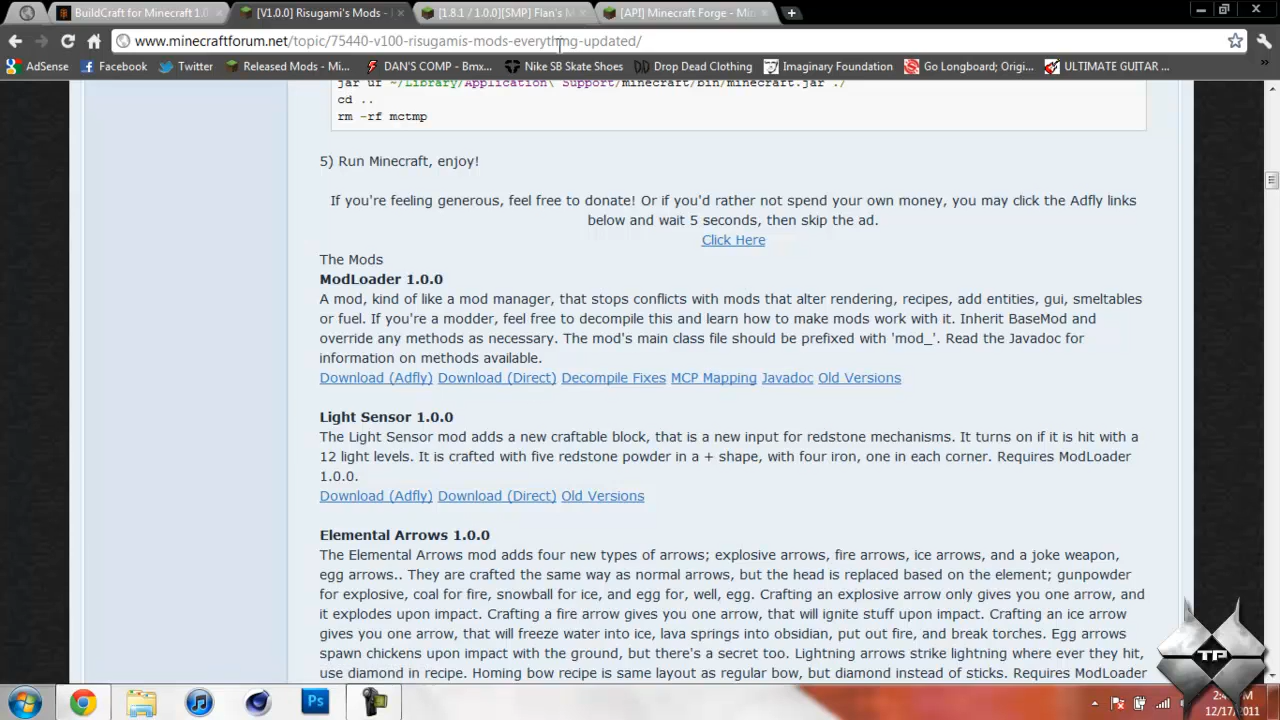 BuildCraft for Minecraft 1.0
[V1.0.0] Risugami's Mods -
[1.8.1 / 1.0.0][SMP] Flan's M
[API] Minecraft Forge - Mi
www.minecraftforum.net/topic/75440-v100-risugamis-mods-everything-updated/
AdSense
Facebook
Twitter
Released Mods - Mi...
DAN'S COMP - Bmx...
Nike SB Skate Shoes
Drop Dead Clothing
Imaginary Foundation
Go Longboard; Origi...
ULTIMATE GUITAR ...
jar uf ~/Library/Application\ Support/minecraft/bin/minecraft.jar ./
cd ..
rm -rf mctmp
5) Run Minecraft, enjoy!
If you're feeling generous, feel free to donate! Or if you'd rather not spend your own money, you may click the Adfly links
below and wait 5 seconds, then skip the ad.
Click Here
The Mods
ModLoader 1.0.0
A mod, kind of like a mod manager, that stops conflicts with mods that alter rendering, recipes, add entities, gui, smeltables
or fuel. If you're a modder, feel free to decompile this and learn how to make mods work with it. Inherit BaseMod and
override any methods as necessary. The mod's main class file should be prefixed with 'mod_'. Read the Javadoc for
information on methods available.
Download (Adfly) Download (Direct) Decompile Fixes MCP Mapping Javadoc Old Versions
Light Sensor 1.0.0
The Light Sensor mod adds a new craftable block, that is a new input for redstone mechanisms. It turns on if it is hit with a
12 light levels. It is crafted with five redstone powder in a + shape, with four iron, one in each corner. Requires ModLoader
1.0.0.
Download (Adfly) Download (Direct) Old Versions
Elemental Arrows 1.0.0
The Elemental Arrows mod adds four new types of arrows; explosive arrows, fire arrows, ice arrows, and a joke weapon,
egg arrows.. They are crafted the same way as normal arrows, but the head is replaced based on the element; gunpowder
for explosive, coal for fire, snowball for ice, and egg for, well, egg. Crafting an explosive arrow only gives you one arrow, and
it explodes upon impact. Crafting a fire arrow gives you one arrow, that will ignite stuff upon impact. Crafting an ice arrow
gives you one arrow, that will freeze water into ice, lava springs into obsidian, put out fire, and break torches. Egg arrows
spawn chickens upon impact with the ground, but there's a secret too. Lightning arrows strike lightning where ever they hit,
use diamond in recipe. Homing bow recipe is same layout as regular bow, but diamond instead of sticks. Requires ModLoader
TP
Ps
12/17/2011